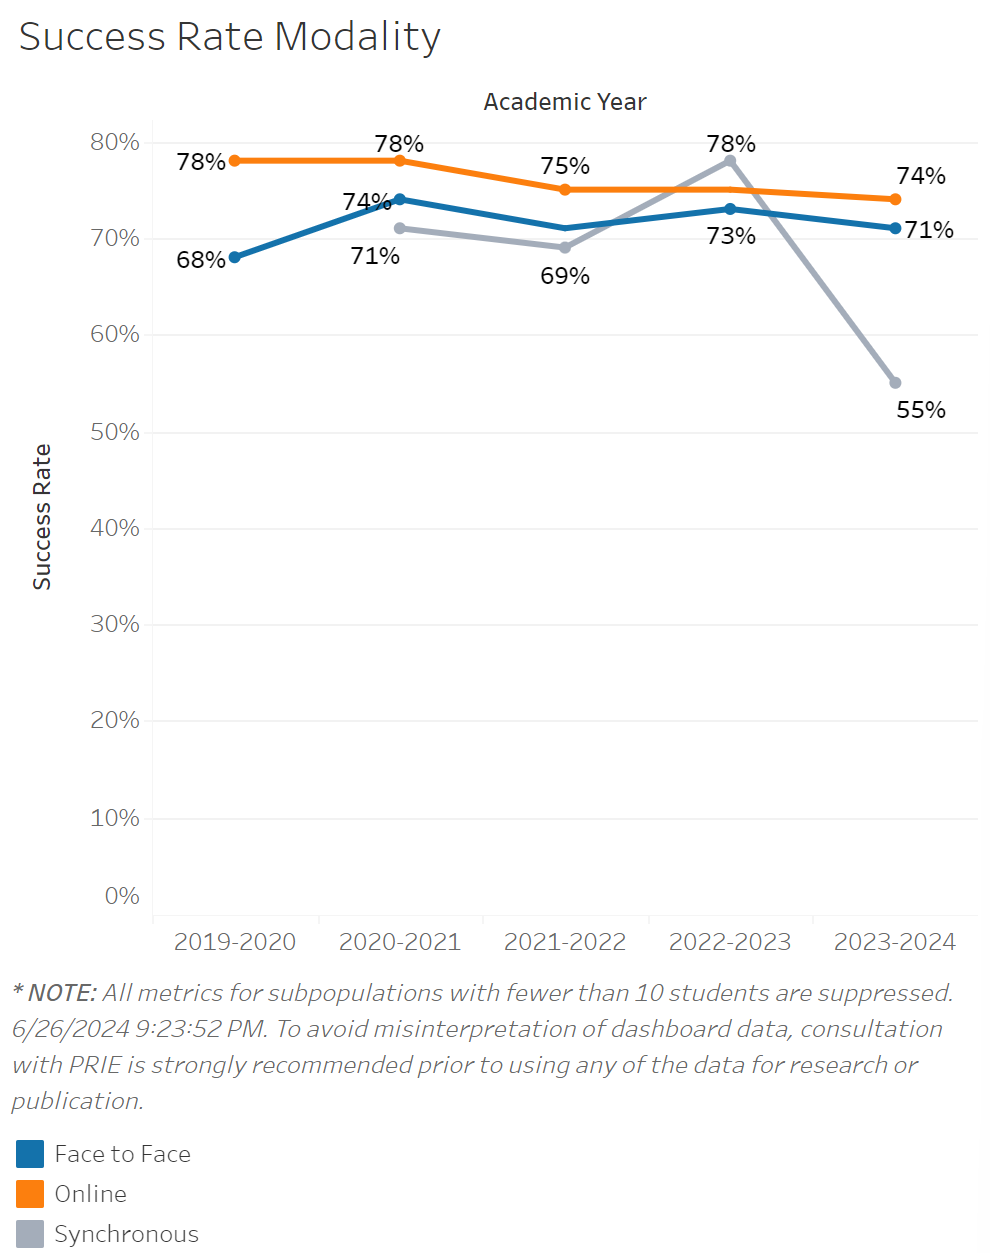 Success Rate Modality
Academic Year
80%
70%
60%
50%
40%
30%
20%
10%
0%
Success Rate
78%
78%
75%
78%
74%
74%
71%
68%
71%
69%
73%
55%
2019-2020
2020-2021
2021-2022
2022-2023
2023-2024
* NOTE: All metrics for subpopulations with fewer than 10 students are suppressed.
6/26/2024 9:23:52 PM. To avoid misinterpretation of dashboard data, consultation
with PRIE is strongly recommended prior to using any of the data for research or
publication.
Face to Face
Online
Synchronous